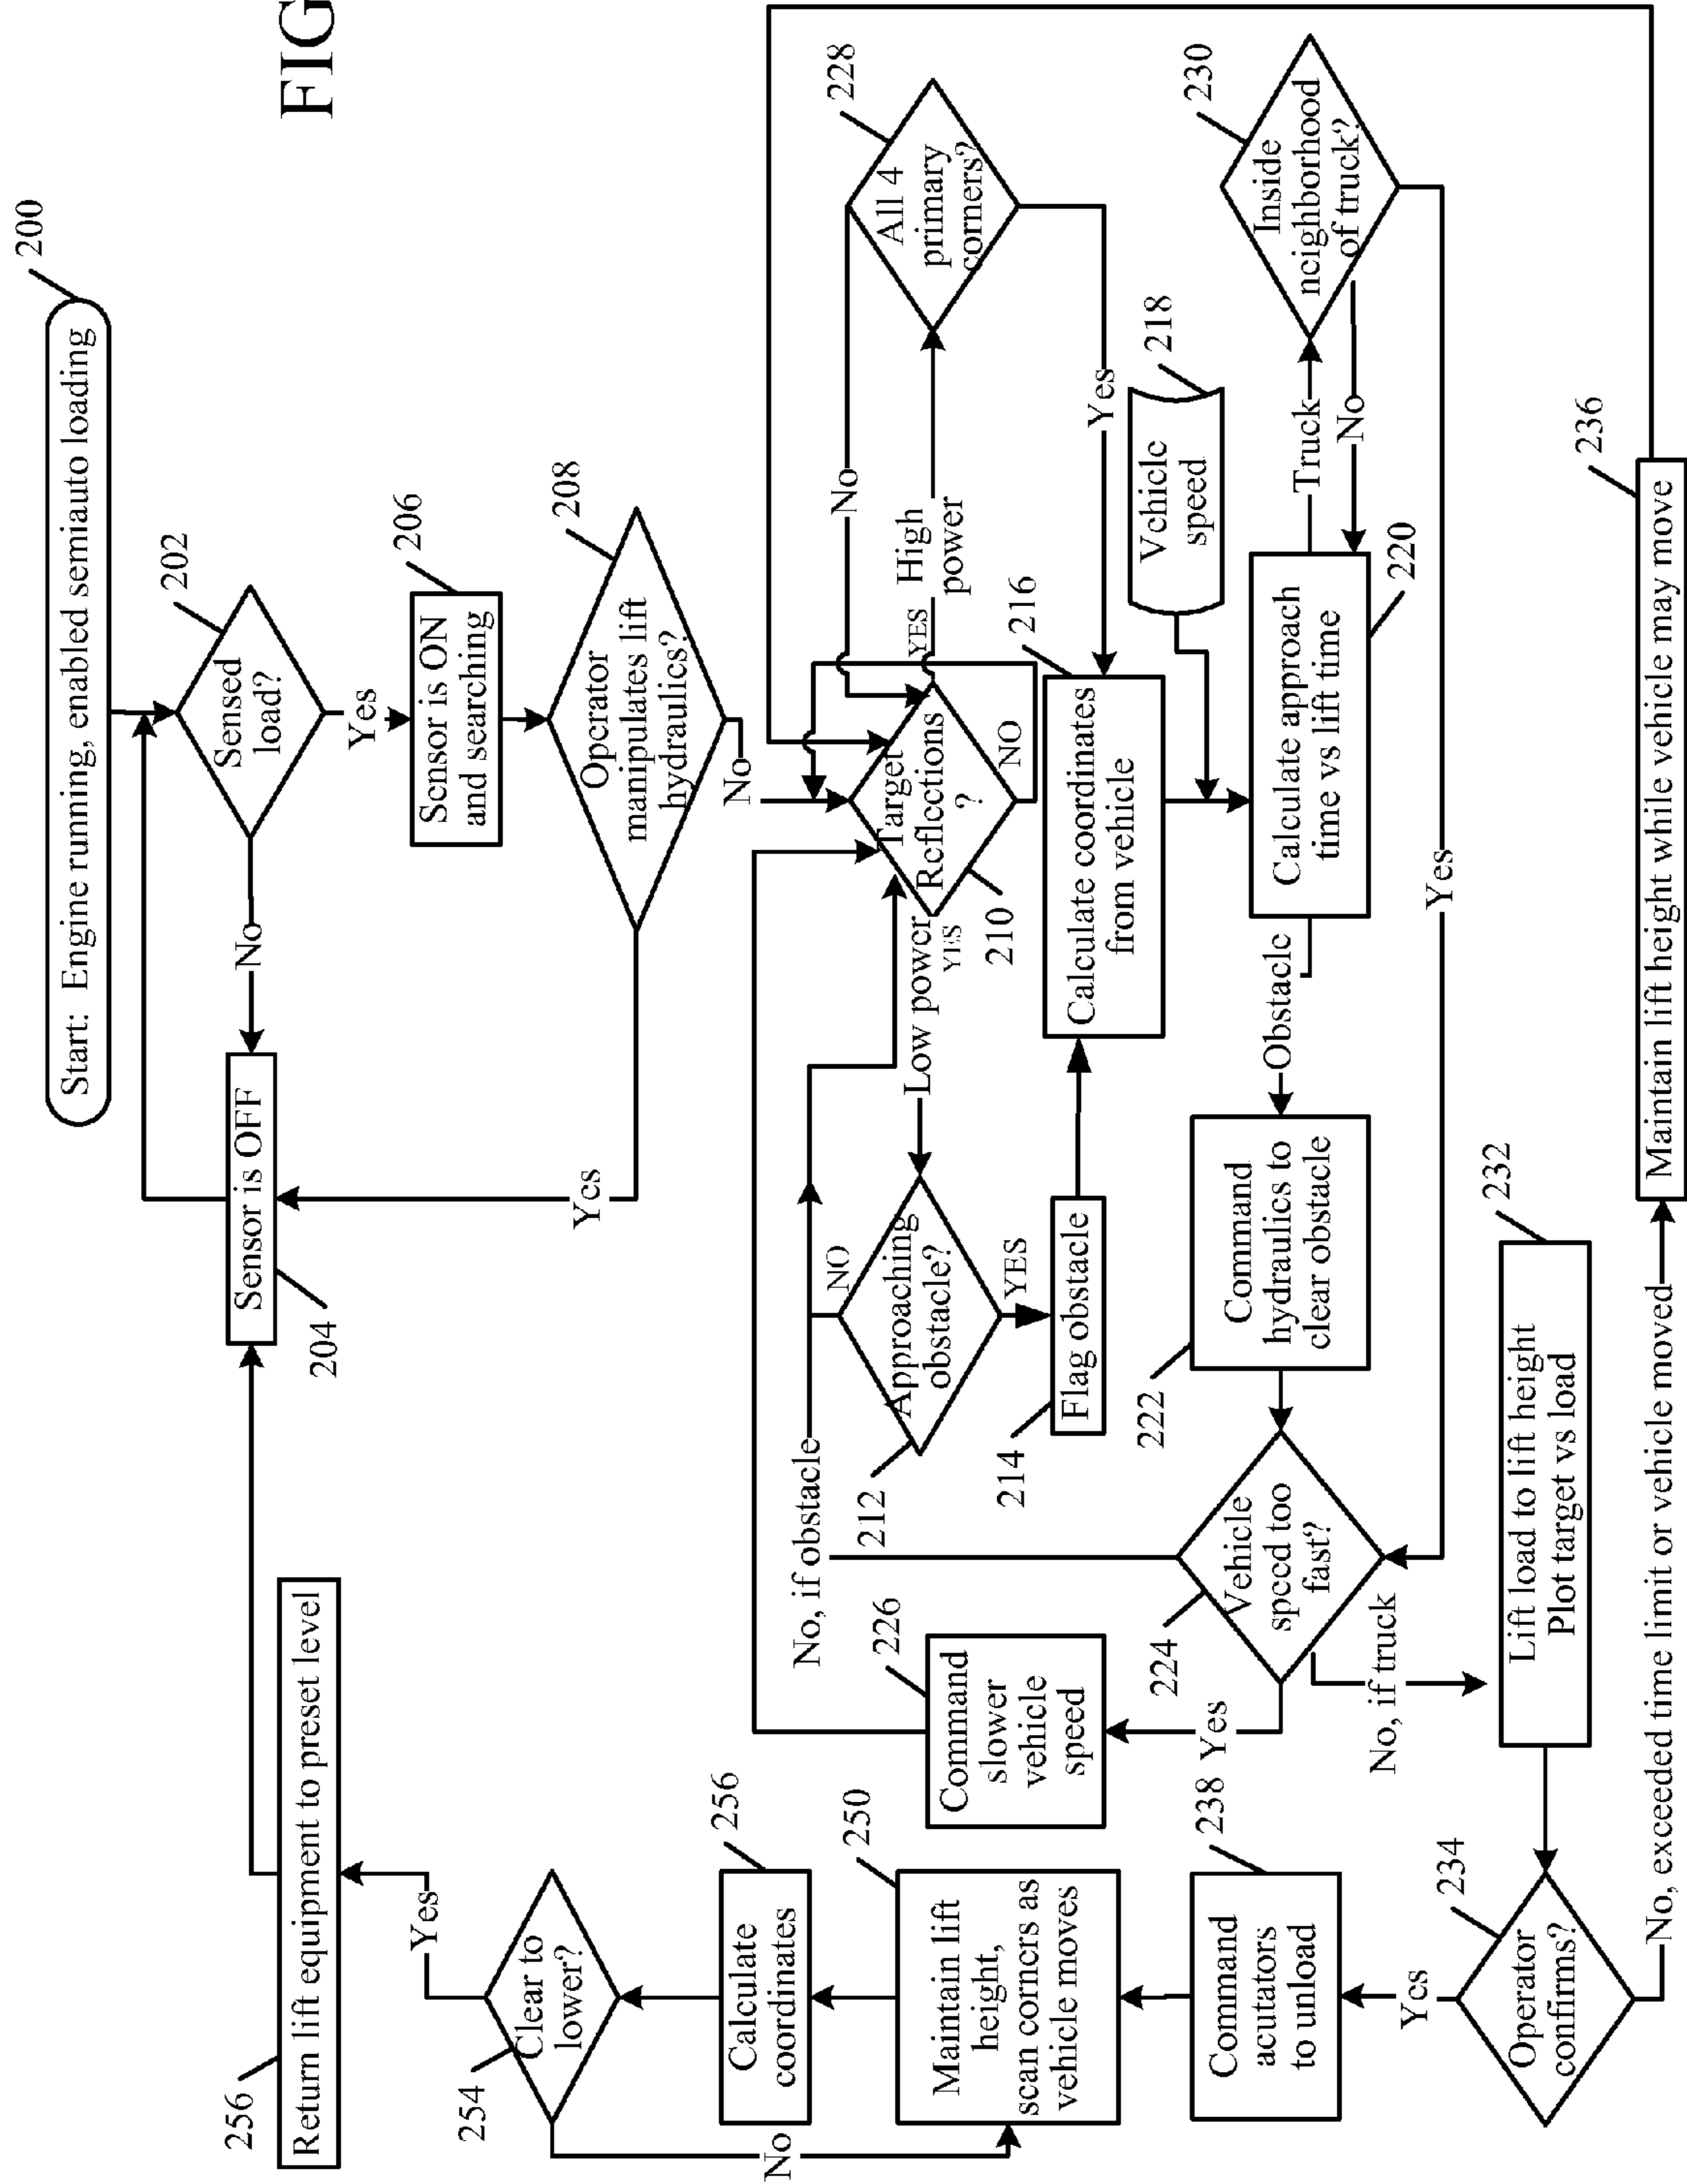 FIG
200
Start: Engine running, enabled semiauto loading
202
Sensed
load?
No
Yes
204
Sensor is OFF
206
Sensor is ON
and searching
208
Operator
manipulates lift
hydraulics?
Yes
No
210
Target
Reflections
?
NO
YES
High
power
Low power
YES
228
All 4
primary
corners?
No
Yes
212
Approaching
obstacle?
NO
YES
214
Flag obstacle
216
Calculate coordinates
from vehicle
218
Vehicle
speed
220
Calculate approach
time vs lift time
Truck
No
230
Inside
neighborhood
of truck?
Yes
Obstacle
222
Command
hydraulics to
clear obstacle
224
Vehicle
speed too
fast?
No, if obstacle
Yes
No, if truck
226
Command
slower
vehicle
speed
232
Lift load to lift height
Plot target vs load
234
Operator
confirms?
No, exceeded time limit or vehicle moved
236
Maintain lift height while vehicle may move
Yes
238
Command
acutators
to unload
250
Maintain lift
height,
scan corners as
vehicle moves
256
Calculate
coordinates
254
Clear to
lower?
No
Yes
256
Return lift equipment to preset level